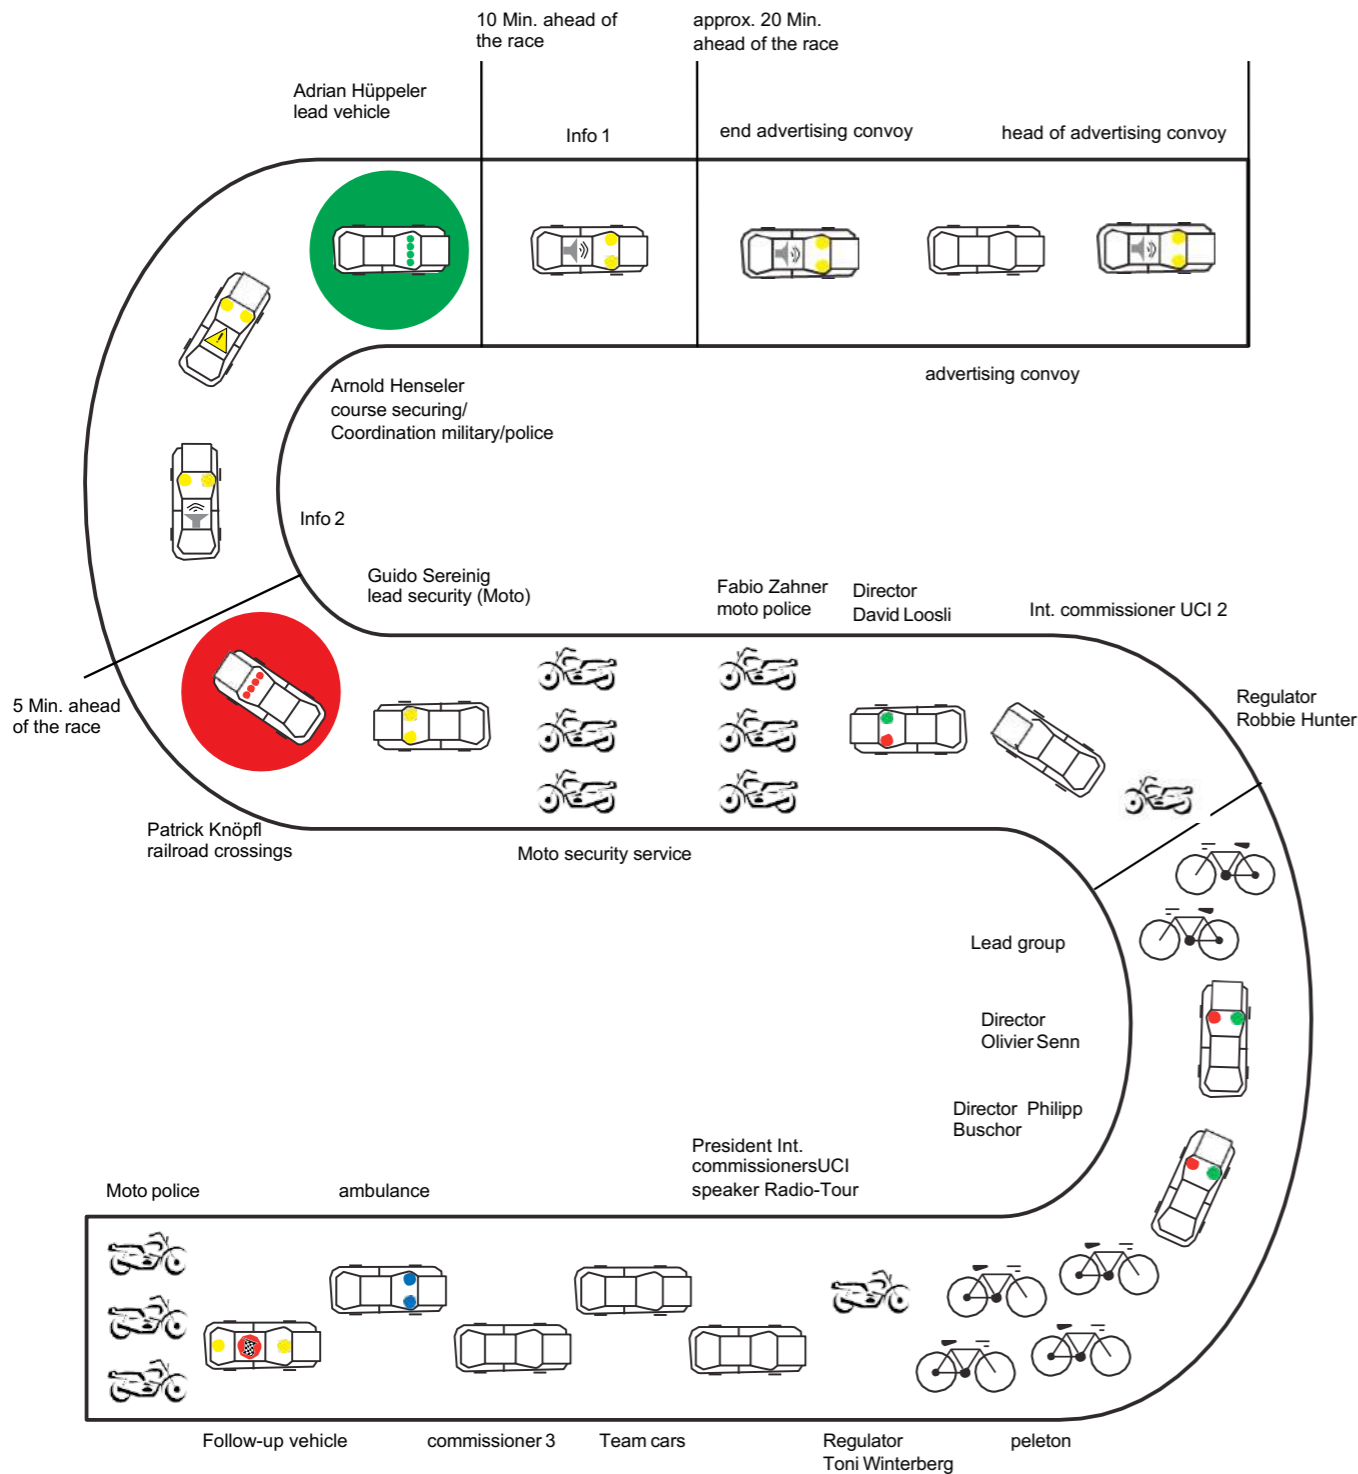 10 Min. ahead of
the race
approx. 20 Min.
ahead of the race
Adrian Hüppeler
lead vehicle
Info 1
end advertising convoy
head of advertising convoy
advertising convoy
Arnold Henseler
course securing/
Coordination military/police
Info 2
Guido Sereinig
lead security (Moto)
Fabio Zahner
moto police
Director
David Loosli
Int. commissioner UCI 2
Regulator
Robbie Hunter
5 Min. ahead
of the race
Patrick Knöpfl
railroad crossings
Moto security service
Lead group
Director
Olivier Senn
Director Philipp
Buschor
President Int.
commissionersUCI
speaker Radio-Tour
Moto police
ambulance
Follow-up vehicle
commissioner 3
Team cars
Regulator
Toni Winterberg
peleton